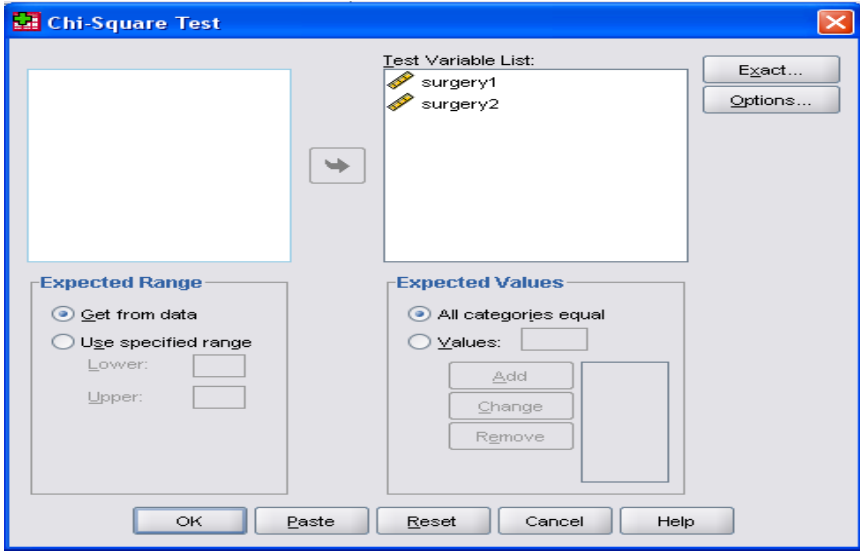 Chi-Square Test
Test Variable List:
surgery1
surgery2
Exact...
Options...
Expected Range
Get from data
Use specified range
Lower:
Upper:
Expected Values
All categories equal
Values:
Add
Change
Remove
OK
Paste
Reset
Cancel
Help